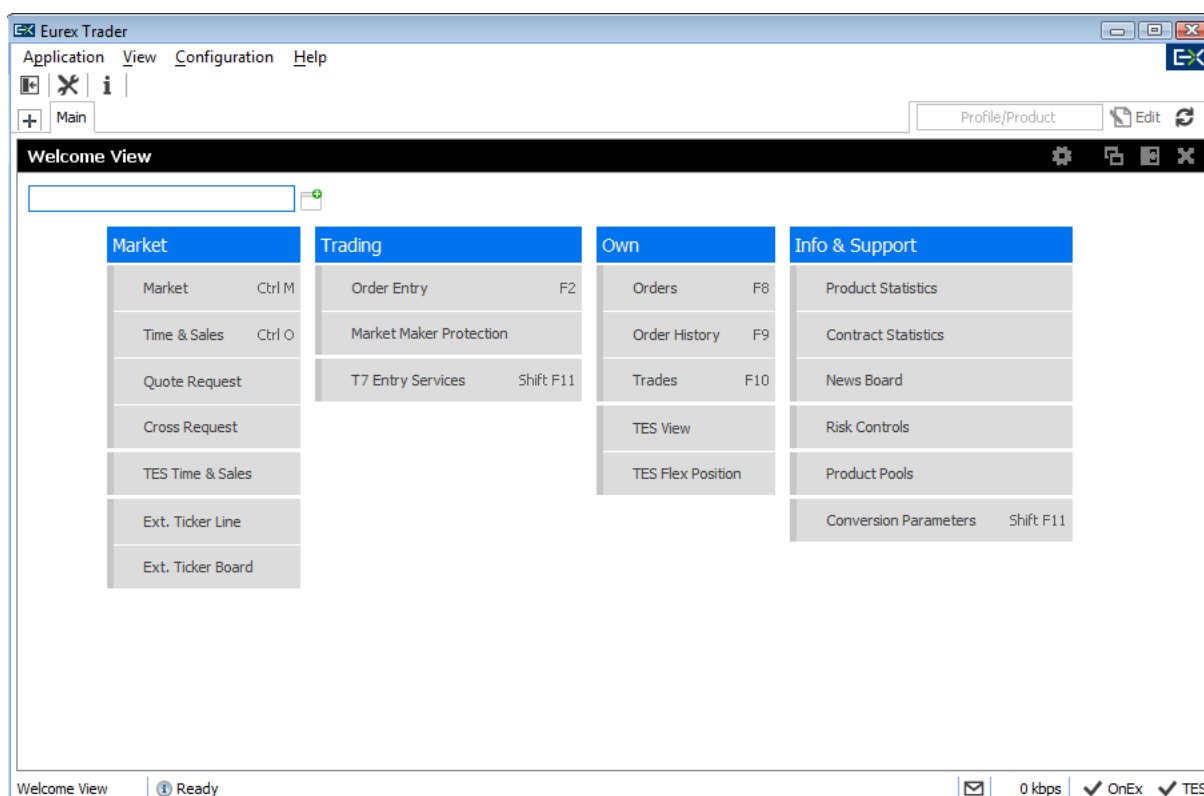 Eurex Trader
Application View Configuration Help
Main
Profile/Product
Edit
Welcome View
Market
Market Ctrl M
Time & Sales Ctrl O
Quote Request
Cross Request
TES Time & Sales
Ext. Ticker Line
Ext. Ticker Board
Trading
Order Entry F2
Market Maker Protection
T7 Entry Services Shift F11
Own
Orders F8
Order History F9
Trades F10
TES View
TES Flex Position
Info & Support
Product Statistics
Contract Statistics
News Board
Risk Controls
Product Pools
Conversion Parameters Shift F11
Welcome View Ready 0 kbps OnEx TES